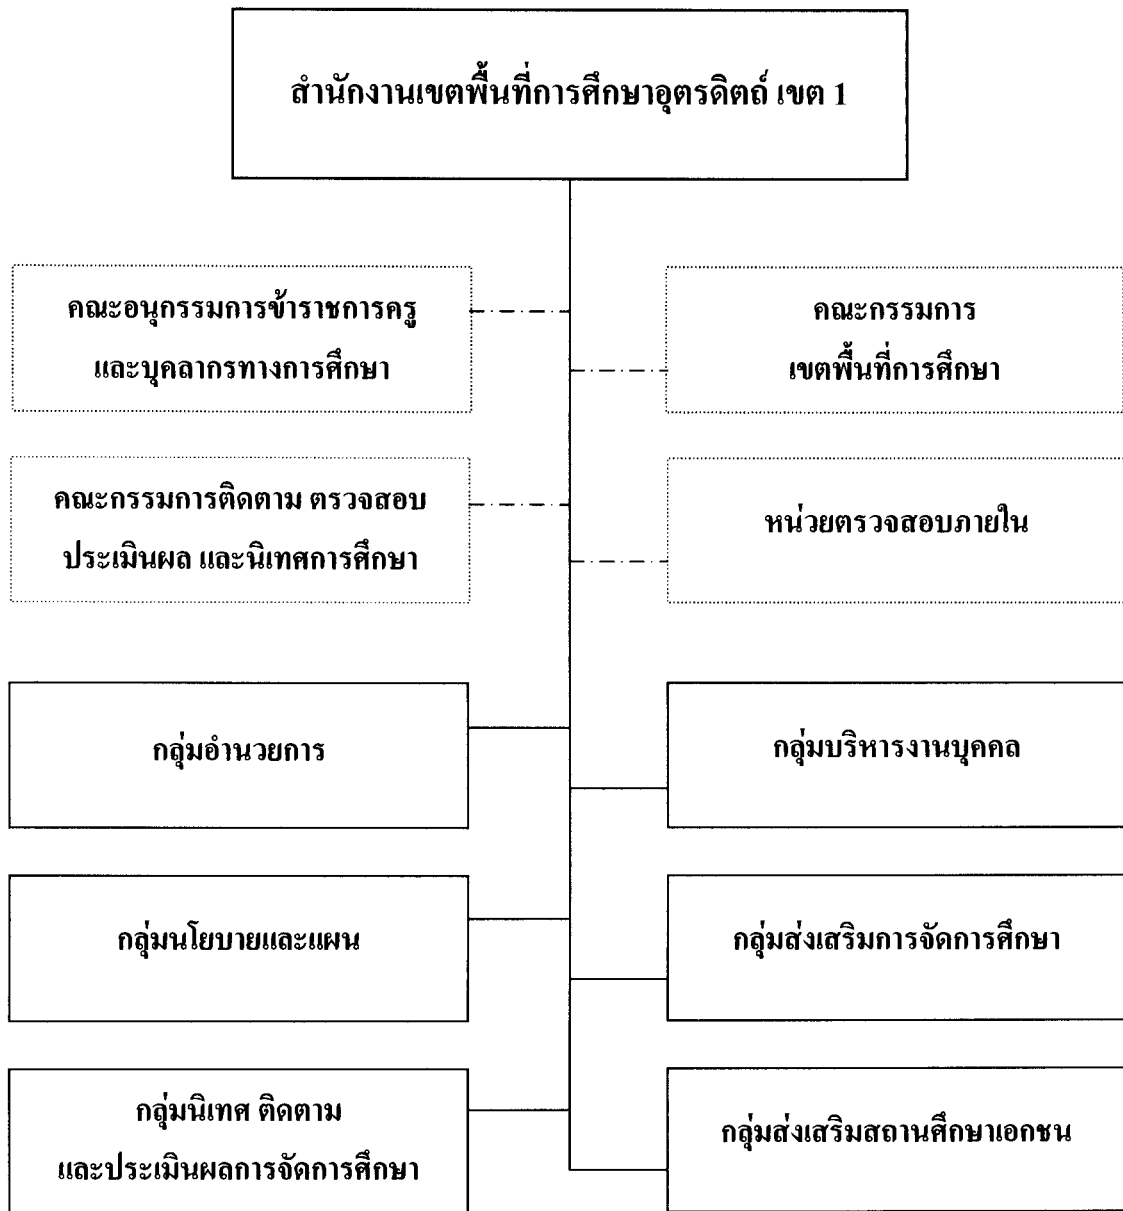 สำนักงานเขตพื้นที่การศึกษาอุตรดิตถ์ เขต 1
คณะอนุกรรมการข้าราชการครู
และบุคลากรทางการศึกษา
คณะกรรมการ
เขตพื้นที่การศึกษา
คณะกรรมการติดตาม ตรวจสอบ
ประเมินผล และนิเทศการศึกษา
หน่วยตรวจสอบภายใน
กลุ่มอำนวยการ
กลุ่มบริหารงานบุคคล
กลุ่มนโยบายและแผน
กลุ่มส่งเสริมการจัดการศึกษา
กลุ่มนิเทศ ติดตาม
และประเมินผลการจัดการศึกษา
กลุ่มส่งเสริมสถานศึกษาเอกชน